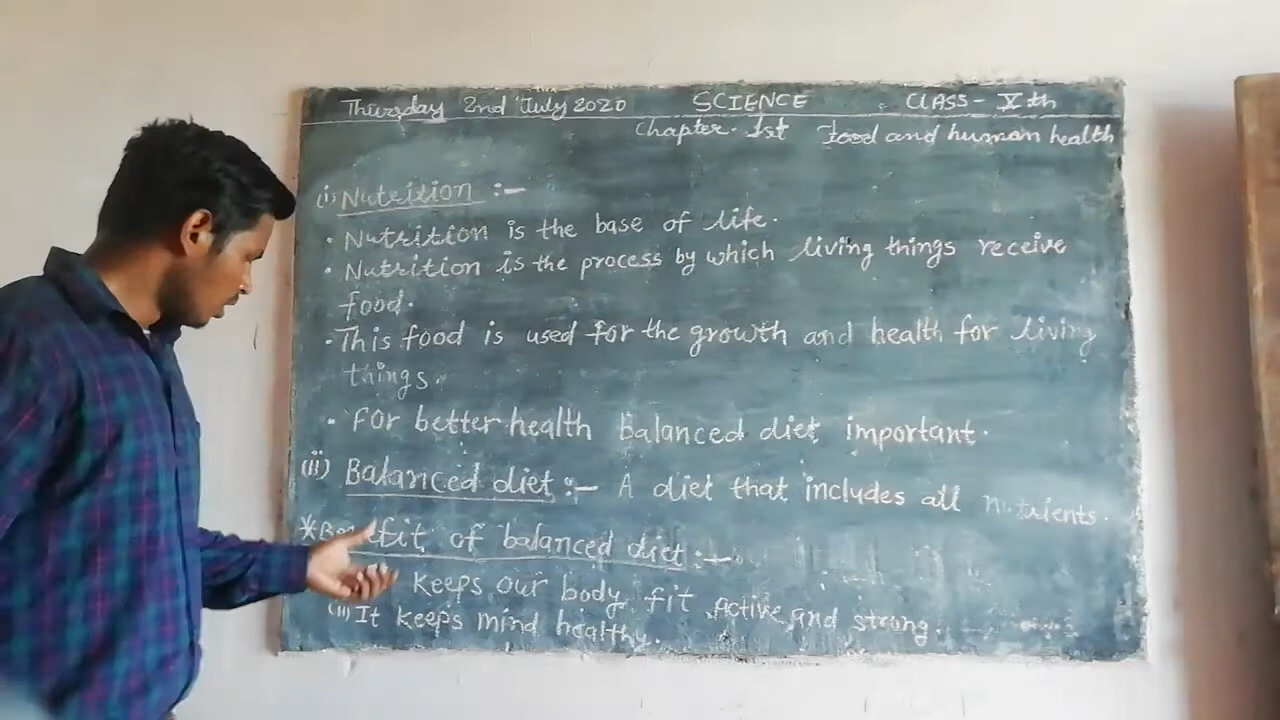 Thursday 2nd July 2020 SCIENCE CLASS - Xth
Chapter. 1st Food and human health
(i) Nutrition :-
• Nutrition is the base of life.
• Nutrition is the process by which living things receive
food.
• This food is used for the growth and health for living
things.
• For better health balanced diet important.
(ii) Balanced diet :- A diet that includes all nutrients.
* Benefit of balanced diet :-
Keeps our body fit, Active, and strong.
(ii) It keeps mind healthy.